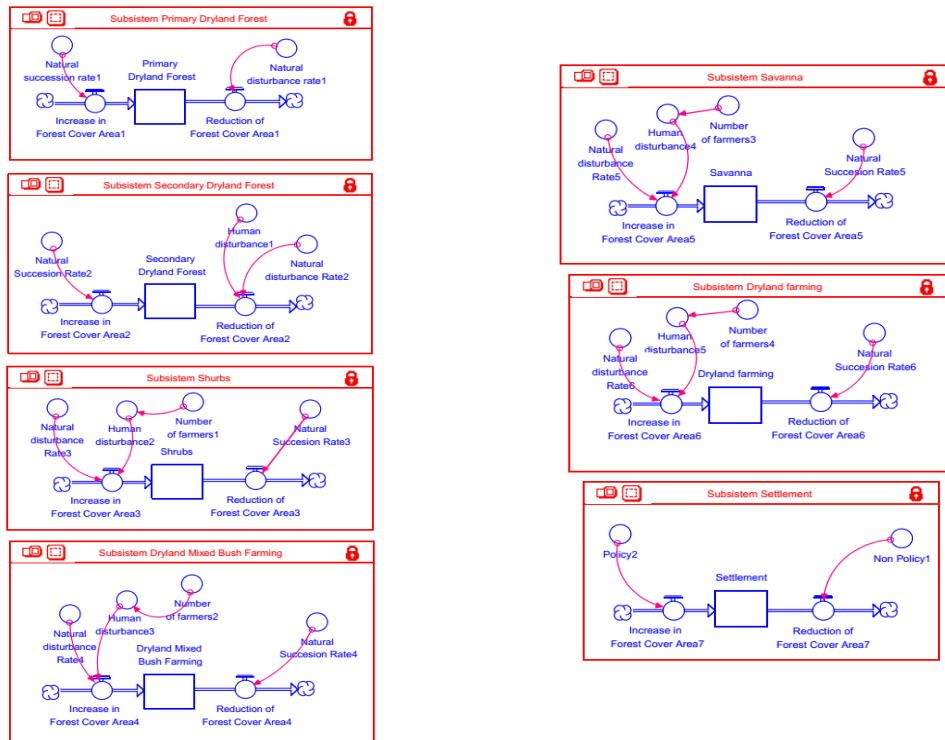 Subsistem Primary Dryland Forest
Natural
succession rate1
Primary
Dryland Forest
Natural
disturbance rate1
Increase in
Forest Cover Area1
Reduction of
Forest Cover Area1
Subsistem Secondary Dryland Forest
Human
disturbance1
Natural
Succesion Rate2
Secondary
Dryland Forest
Natural
disturbance Rate2
Increase in
Forest Cover Area2
Reduction of
Forest Cover Area2
Subsistem Shurbs
Natural
disturbance
Rate3
Human
disturbance2
Number
of farmers1
Natural
Succesion Rate3
Shrubs
Increase in
Forest Cover Area3
Reduction of
Forest Cover Area3
Subsistem Dryland Mixed Bush Farming
Natural
disturbance
Rate4
Human
disturbance3
Number
of farmers2
Natural
Succesion Rate4
Dryland Mixed
Bush Farming
Increase in
Forest Cover Area4
Reduction of
Forest Cover Area4
Subsistem Savanna
Natural
disturbance
Rate5
Human
disturbance4
Number of
farmers3
Natural
Succesion Rate5
Savanna
Increase in
Forest Cover Area5
Reduction of
Forest Cover Area5
Subsistem Dryland farming
Natural
disturbance
Rate6
Human
disturbance5
Number
of farmers4
Natural
Succesion Rate6
Dryland farming
Increase in
Forest Cover Area6
Reduction of
Forest Cover Area6
Subsistem Settlement
Policy2
Non Policy1
Settlement
Increase in
Forest Cover Area7
Reduction of
Forest Cover Area7